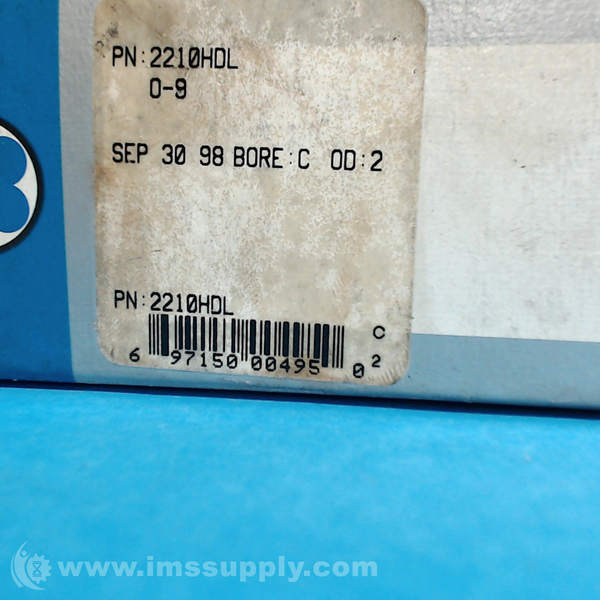 PN:2210HDL
O-9
SEP 30 98 BORE:C OD:2
PN:2210HDL
C
6 97150 00495 0 2
www.imssupply.com